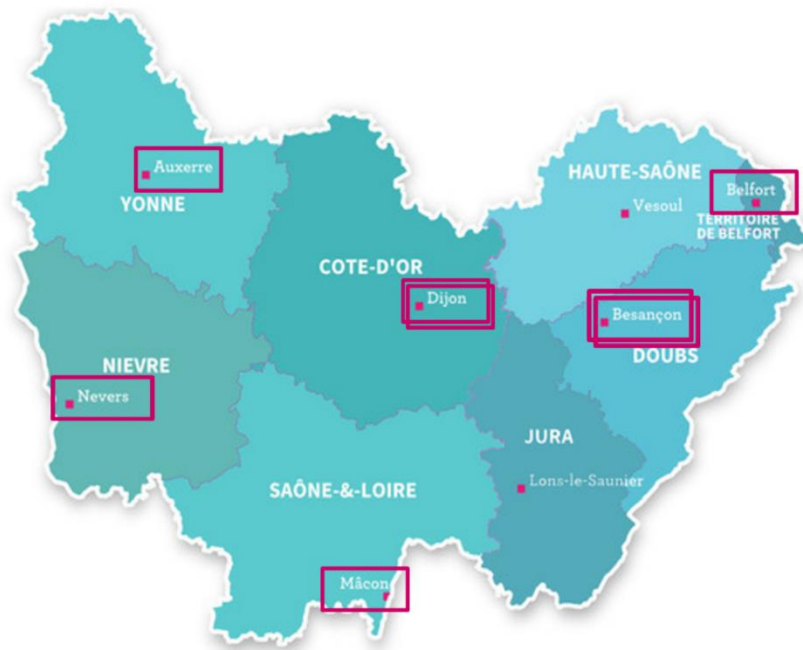 Auxerre
YONNE
HAUTE-SAÔNE
Belfort
Vesoul
TERRITOIRE
DE BELFORT
COTE-D'OR
Dijon
Besançon
DOUBS
NIEVRE
Nevers
JURA
Lons-le-Saunier
SAÔNE-&-LOIRE
Mâcon